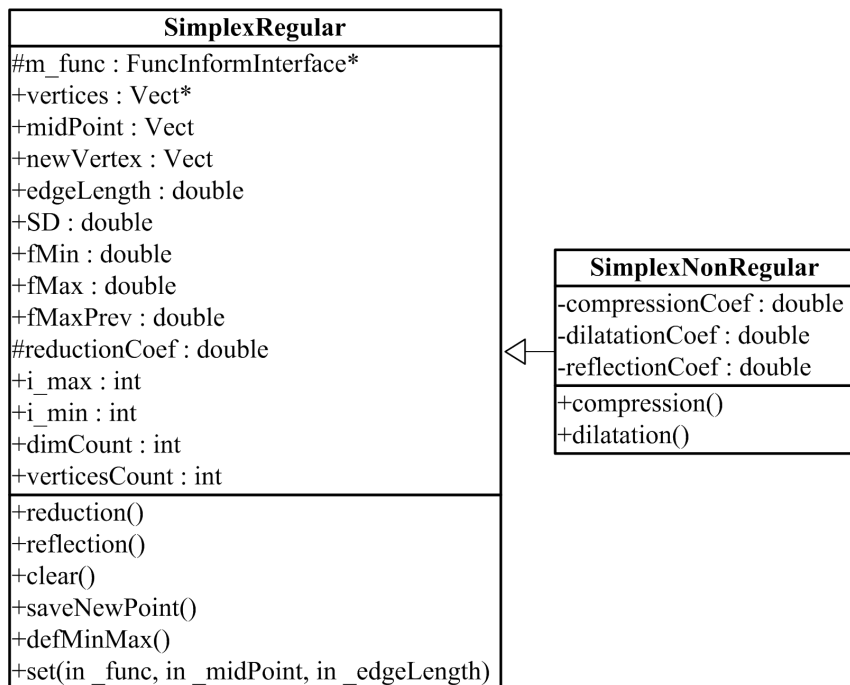 SimplexRegular
#m_func : FuncInformInterface*
+vertices : Vect*
+midPoint : Vect
+newVertex : Vect
+edgeLength : double
+SD : double
+fMin : double
+fMax : double
+fMaxPrev : double
#reductionCoef : double
+i_max : int
+i_min : int
+dimCount : int
+verticesCount : int
+reduction()
+reflection()
+clear()
+saveNewPoint()
+defMinMax()
+set(in _func, in _midPoint, in _edgeLength)
SimplexNonRegular
-compressionCoef : double
-dilatationCoef : double
-reflectionCoef : double
+compression()
+dilatation()